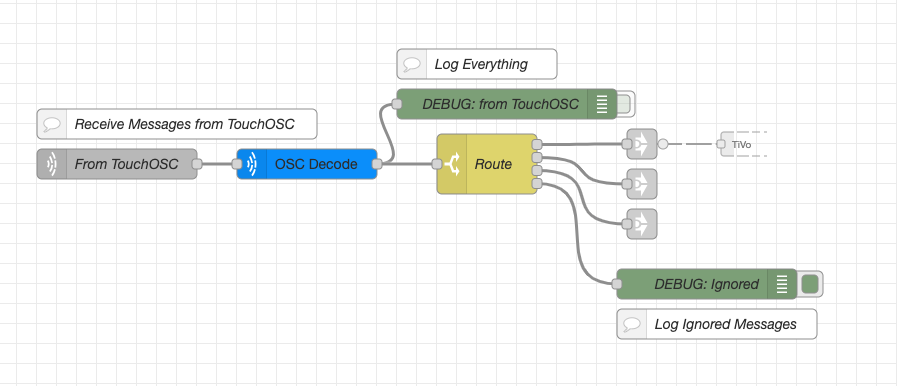 Log Everything
DEBUG: from TouchOSC
Receive Messages from TouchOSC
From TouchOSC
OSC Decode
Route
TiVo
DEBUG: Ignored
Log Ignored Messages